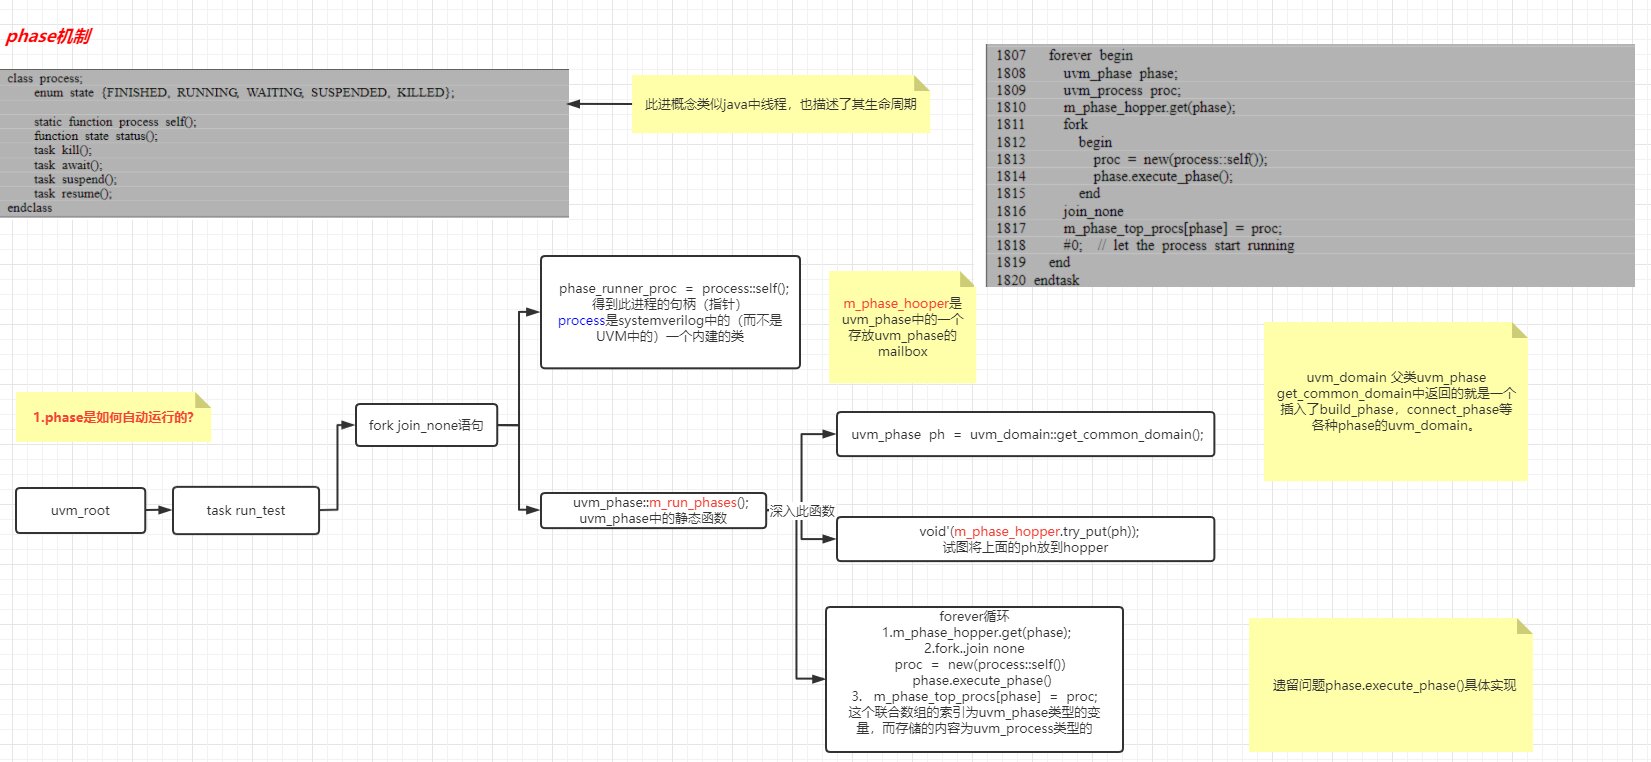 phase机制
class process;
enum state {FINISHED, RUNNING, WAITING, SUSPENDED, KILLED};
static function process self();
function state status();
task kill();
task await();
task suspend();
task resume();
endclass
此进概念类似java中线程，也描述了其生命周期
1807 forever begin
1808 uvm_phase phase;
1809 uvm_process proc;
1810 m_phase_hopper.get(phase);
1811 fork
1812 begin
1813 proc = new(process::self());
1814 phase.execute_phase();
1815 end
1816 join_none
1817 m_phase_top_procs[phase] = proc;
1818 #0; // let the process start running
1819 end
1820 endtask
phase_runner_proc = process::self();
得到此进程的句柄（指针）
process是systemverilog中的（而不是
UVM中的）一个内建的类
m_phase_hooper是
uvm_phase中的一个
存放uvm_phase的
mailbox
uvm_domain 父类uvm_phase
get_common_domain中返回的就是一个
插入了build_phase，connect_phase等
各种phase的uvm_domain。
1.phase是如何自动运行的?
fork join_none语句
uvm_phase ph = uvm_domain::get_common_domain();
uvm_root
task run_test
uvm_phase::m_run_phases();
uvm_phase中的静态函数
深入此函数
void'(m_phase_hopper.try_put(ph));
试图将上面的ph放到hopper
forever循环
1.m_phase_hopper.get(phase);
2.fork..join none
proc = new(process::self())
phase.execute_phase()
3. m_phase_top_procs[phase] = proc;
这个联合数组的索引为uvm_phase类型的变
量，而存储的内容为uvm_process类型的
遗留问题phase.execute_phase()具体实现